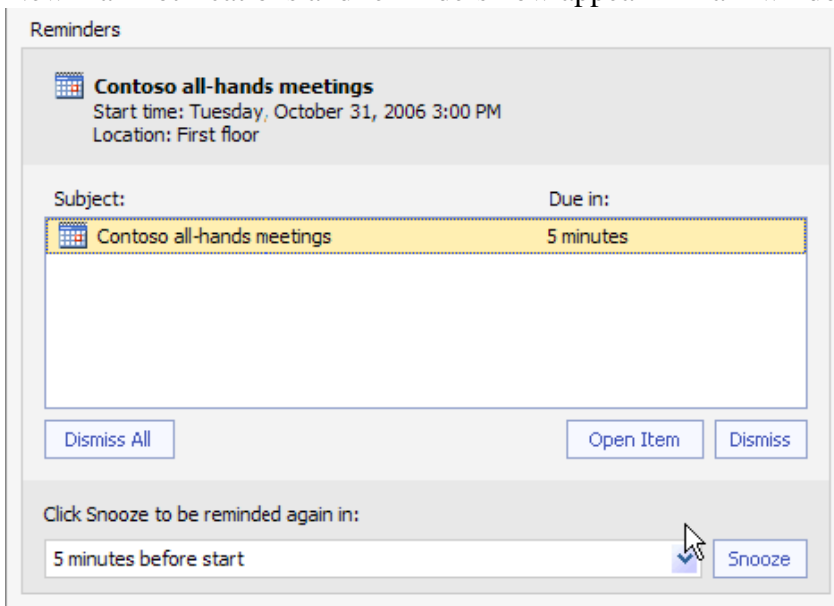 Reminders
Contoso all-hands meetings
Start time: Tuesday, October 31, 2006 3:00 PM
Location: First floor
Subject: Due in:
Contoso all-hands meetings 5 minutes
Dismiss All Open Item Dismiss
Click Snooze to be reminded again in:
5 minutes before start Snooze